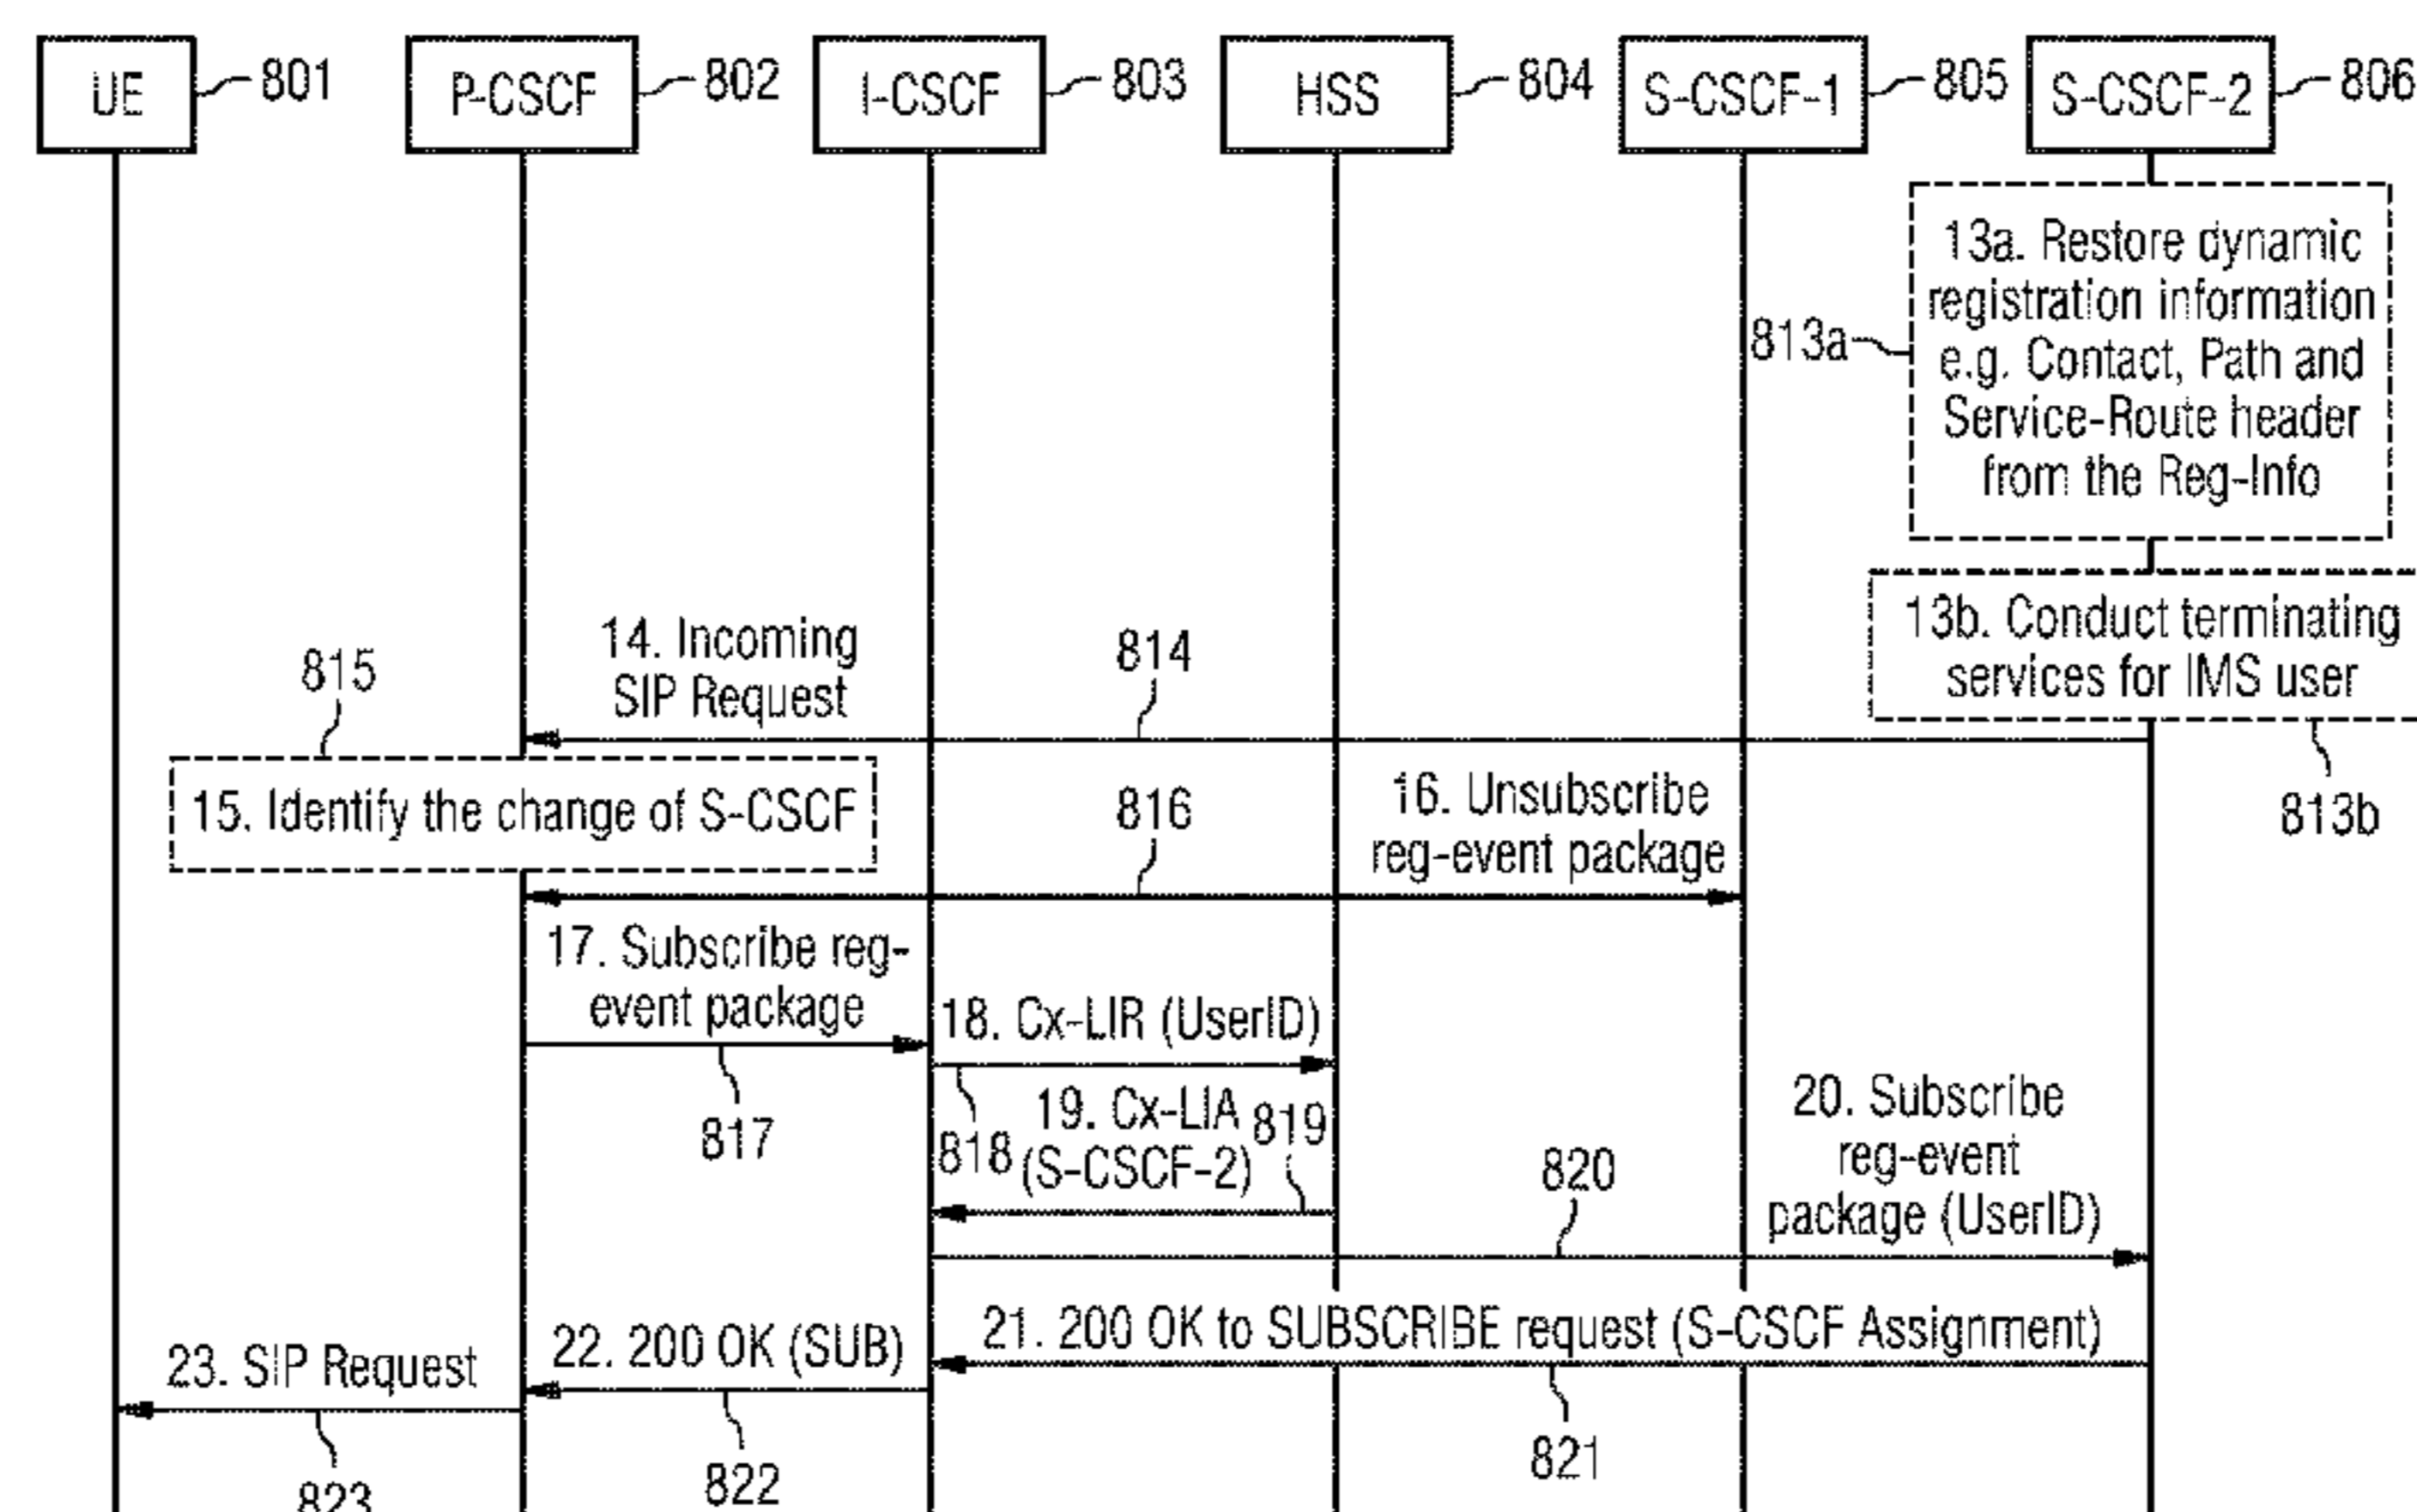 UE
801
P-CSCF
802
I-CSCF
803
HSS
804
S-CSCF-1
805
S-CSCF-2
806
13a. Restore dynamic
registration information
e.g. Contact, Path and
Service-Route header
from the Reg-Info
813a
13b. Conduct terminating
services for IMS user
813b
14. Incoming
SIP Request
814
815
15. Identify the change of S-CSCF
816
16. Unsubscribe
reg-event package
17. Subscribe reg-
event package
817
18. Cx-LIR (UserID)
818
19. Cx-LIA
(S-CSCF-2)
819
20. Subscribe
reg-event
package (UserID)
820
21. 200 OK to SUBSCRIBE request (S-CSCF Assignment)
821
22. 200 OK (SUB)
822
23. SIP Request
823